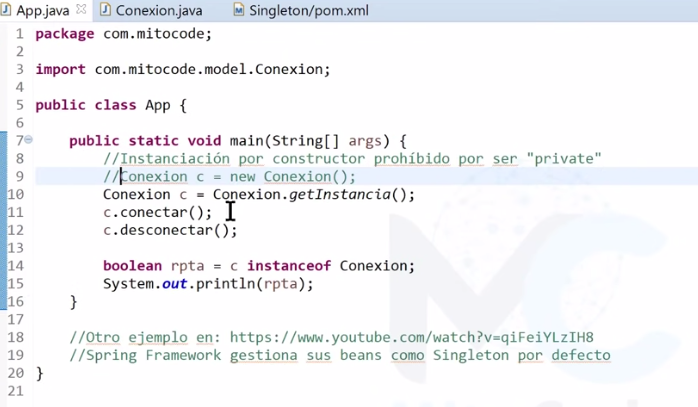 App.java Conexion.java Singleton/pom.xml
1 package com.mitocode;
2
3 import com.mitocode.model.Conexion;
4
5 public class App {
6
7 public static void main(String[] args) {
8 //Instanciación por constructor prohíbido por ser "private"
9 //Conexion c = new Conexion();
10 Conexion c = Conexion.getInstancia();
11 c.conectar();
12 c.desconectar();
13
14 boolean rpta = c instanceof Conexion;
15 System.out.println(rpta);
16 }
17
18 //Otro ejemplo en: https://www.youtube.com/watch?v=qiFeiYLzIH8
19 //Spring Framework gestiona sus beans como Singleton por defecto
20 }
21